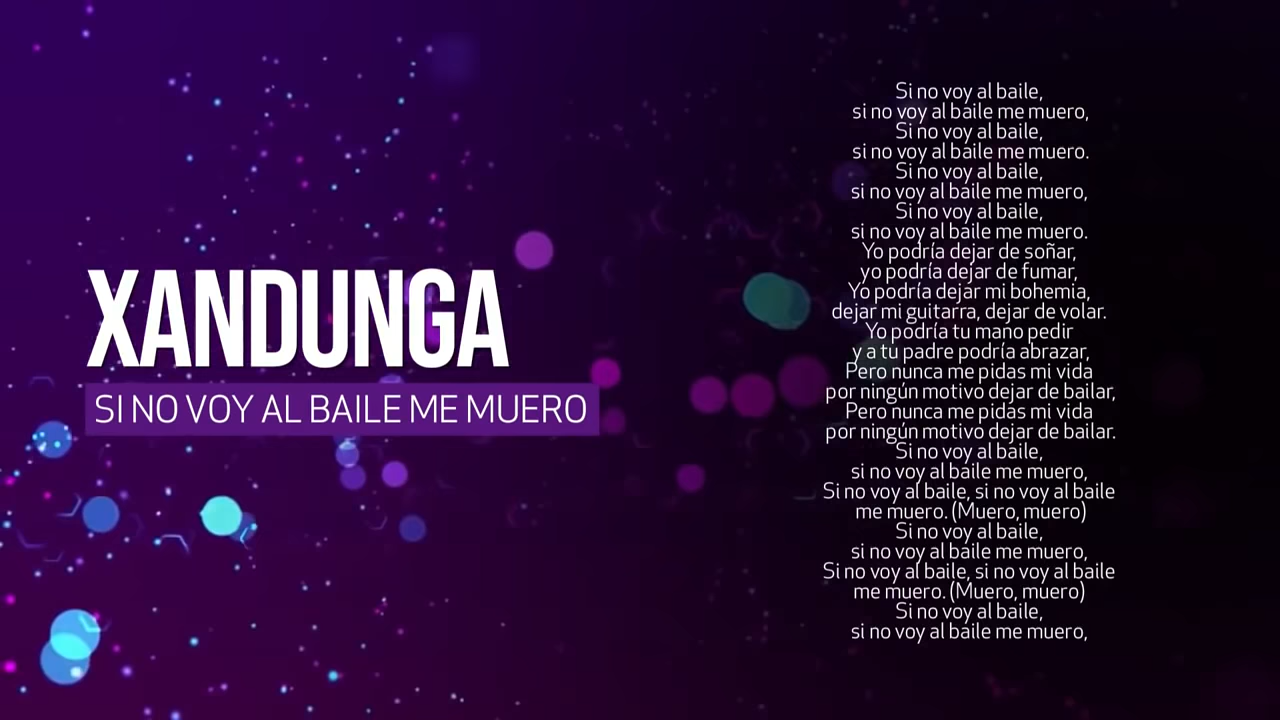 XANDUNGA
SI NO VOY AL BAILE ME MUERO
Si no voy al baile,
si no voy al baile me muero,
Si no voy al baile,
si no voy al baile me muero.
Si no voy al baile,
si no voy al baile me muero,
Si no voy al baile,
si no voy al baile me muero.
Yo podría dejar de soñar,
yo podría dejar de fumar,
Yo podría dejar mi bohemia,
dejar mi guitarra, dejar de volar.
Yo podría tu mano pedir
y a tu padre podría abrazar,
Pero nunca me pidas mi vida
por ningún motivo dejar de bailar,
Pero nunca me pidas mi vida
por ningún motivo dejar de bailar.
Si no voy al baile,
si no voy al baile me muero,
Si no voy al baile, si no voy al baile
me muero. (Muero, muero)
Si no voy al baile,
si no voy al baile me muero,
Si no voy al baile, si no voy al baile
me muero. (Muero, muero)
Si no voy al baile,
si no voy al baile me muero,